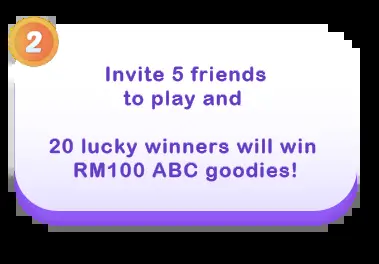 2
Invite 5 friends
to play and
20 lucky winners will win
RM100 ABC goodies!